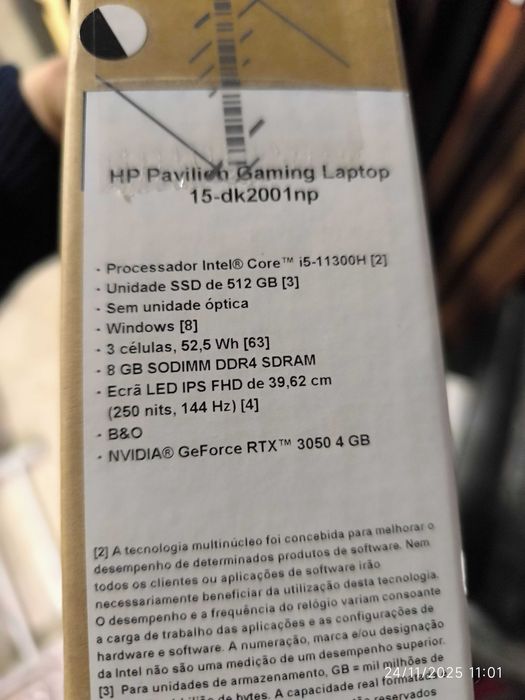 HP Pavilion Gaming Laptop
15-dk2001np
• Processador Intel® Core™ i5-11300H [2]
• Unidade SSD de 512 GB [3]
• Sem unidade óptica
• Windows [8]
• 3 células, 52,5 Wh [63]
• 8 GB SODIMM DDR4 SDRAM
• Ecrã LED IPS FHD de 39,62 cm
(250 nits, 144 Hz) [4]
• B&O
• NVIDIA® GeForce RTX™ 3050 4 GB
[2] A tecnologia multinúcleo foi concebida para melhorar o
desempenho de determinados produtos de software. Nem
todos os clientes ou aplicações de software irão
necessariamente beneficiar da utilização desta tecnologia.
O desempenho e a frequência do relógio variam consoante
a carga de trabalho das aplicações e as configurações de
hardware e software. A numeração, marca e/ou designação
da Intel não são uma medição de um desempenho superior.
[3] Para unidades de armazenamento, GB = mil milhões de
de bytes. A capacidade real
reservados
24/11/2025 11:01